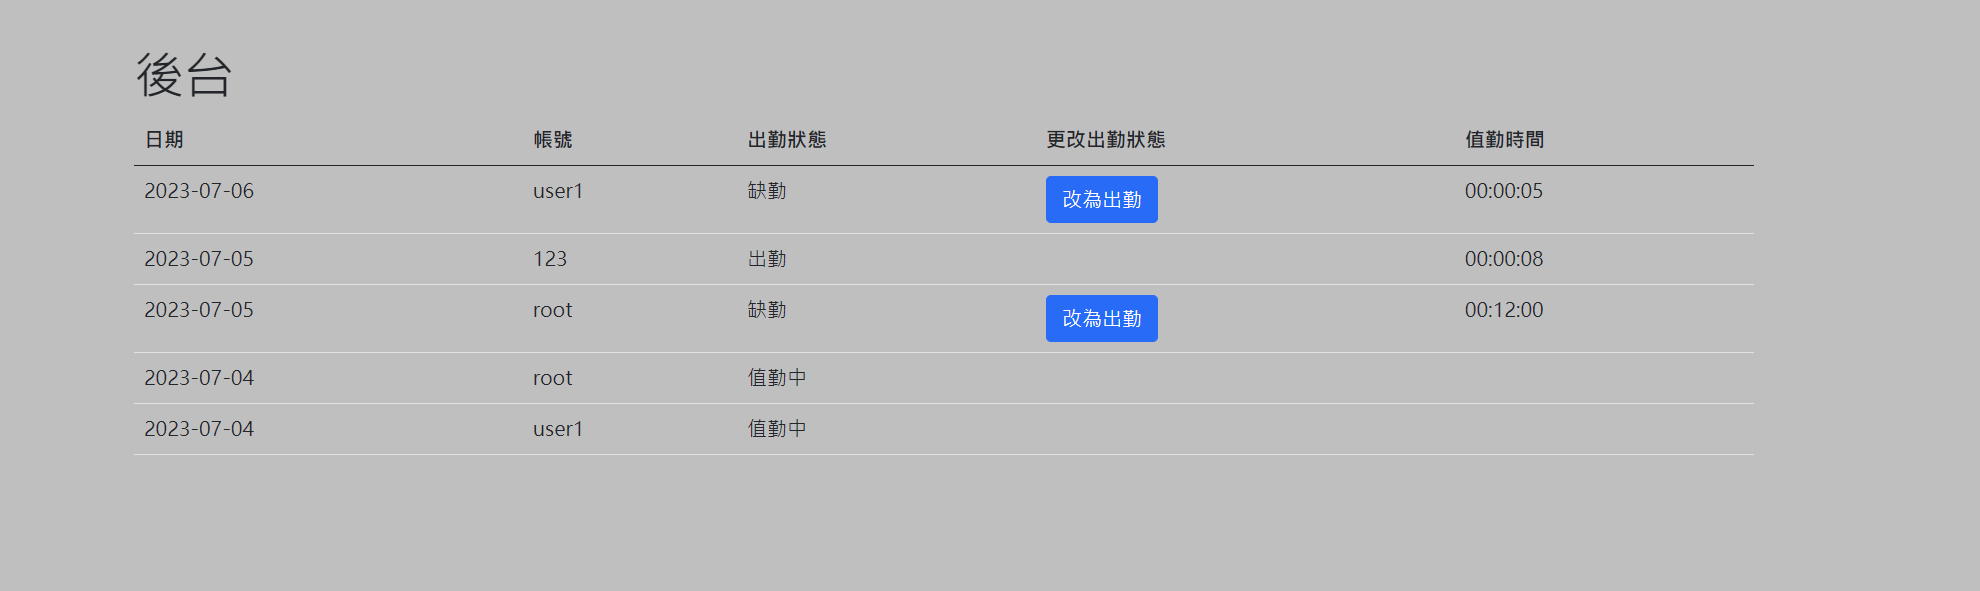 後台
日期 帳號 出勤狀態 更改出勤狀態 值勤時間
2023-07-06 user1 缺勤 改為出勤 00:00:05
2023-07-05 123 出勤 00:00:08
2023-07-05 root 缺勤 改為出勤 00:12:00
2023-07-04 root 值勤中
2023-07-04 user1 值勤中